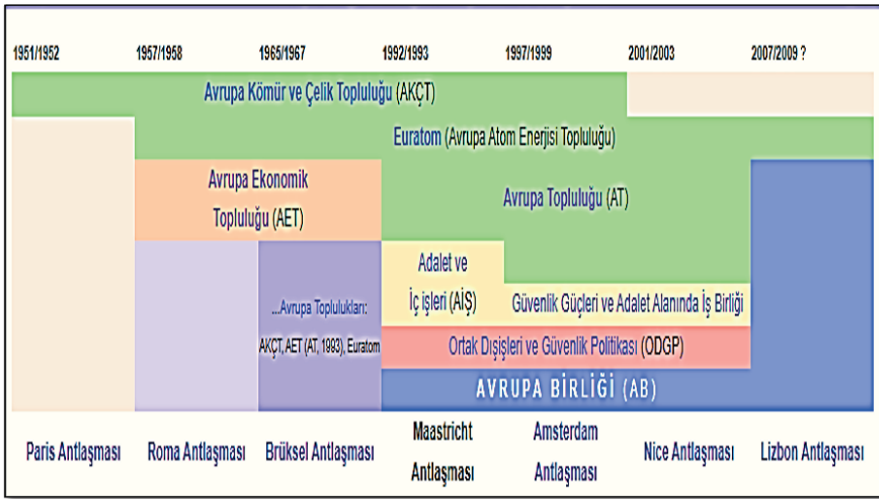 1951/1952 1957/1958 1965/1967 1992/1993 1997/1999 2001/2003 2007/2009 ?
Avrupa Kömür ve Çelik Topluluğu (AKÇT)
Euratom (Avrupa Atom Enerjisi Topluluğu)
Avrupa Ekonomik
Topluluğu (AET)
Avrupa Topluluğu (AT)
Adalet ve
İç işleri (AİŞ)
Güvenlik Güçleri ve Adalet Alanında İş Birliği
...Avrupa Toplulukları:
AKÇT, AET (AT, 1993), Euratom
Ortak Dışişleri ve Güvenlik Politikası (ODGP)
AVRUPA BİRLİĞİ (AB)
Paris Antlaşması
Roma Antlaşması
Brüksel Antlaşması
Maastricht
Antlaşması
Amsterdam
Antlaşması
Nice Antlaşması
Lizbon Antlaşması